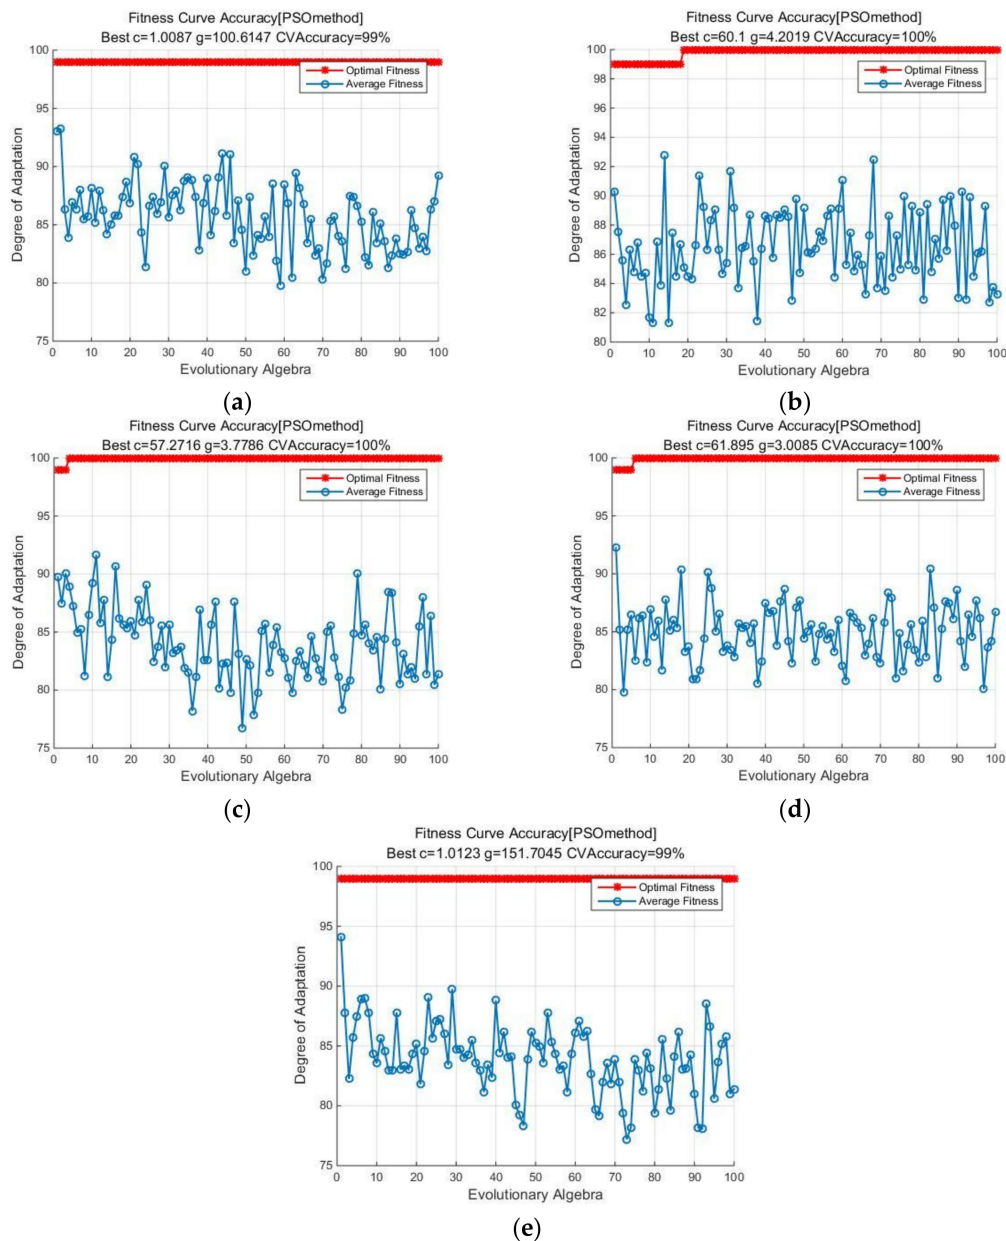 Fitness Curve Accuracy[PSOmethod]
Best c=1.0087 g=100.6147 CVAccuracy=99%
100
95
90
85
80
75
Degree of Adaptation
Optimal Fitness
Average Fitness
0 10 20 30 40 50 60 70 80 90 100
Evolutionary Algebra
(a)
Fitness Curve Accuracy[PSOmethod]
Best c=60.1 g=4.2019 CVAccuracy=100%
100
98
96
94
92
90
88
86
84
82
80
Degree of Adaptation
Optimal Fitness
Average Fitness
0 10 20 30 40 50 60 70 80 90 100
Evolutionary Algebra
(b)
Fitness Curve Accuracy[PSOmethod]
Best c=57.2716 g=3.7786 CVAccuracy=100%
100
95
90
85
80
75
Degree of Adaptation
Optimal Fitness
Average Fitness
0 10 20 30 40 50 60 70 80 90 100
Evolutionary Algebra
(c)
Fitness Curve Accuracy[PSOmethod]
Best c=61.895 g=3.0085 CVAccuracy=100%
100
95
90
85
80
75
Degree of Adaptation
Optimal Fitness
Average Fitness
0 10 20 30 40 50 60 70 80 90 100
Evolutionary Algebra
(d)
Fitness Curve Accuracy[PSOmethod]
Best c=1.0123 g=151.7045 CVAccuracy=99%
100
95
90
85
80
75
Degree of Adaptation
Optimal Fitness
Average Fitness
0 10 20 30 40 50 60 70 80 90 100
Evolutionary Algebra
(e)